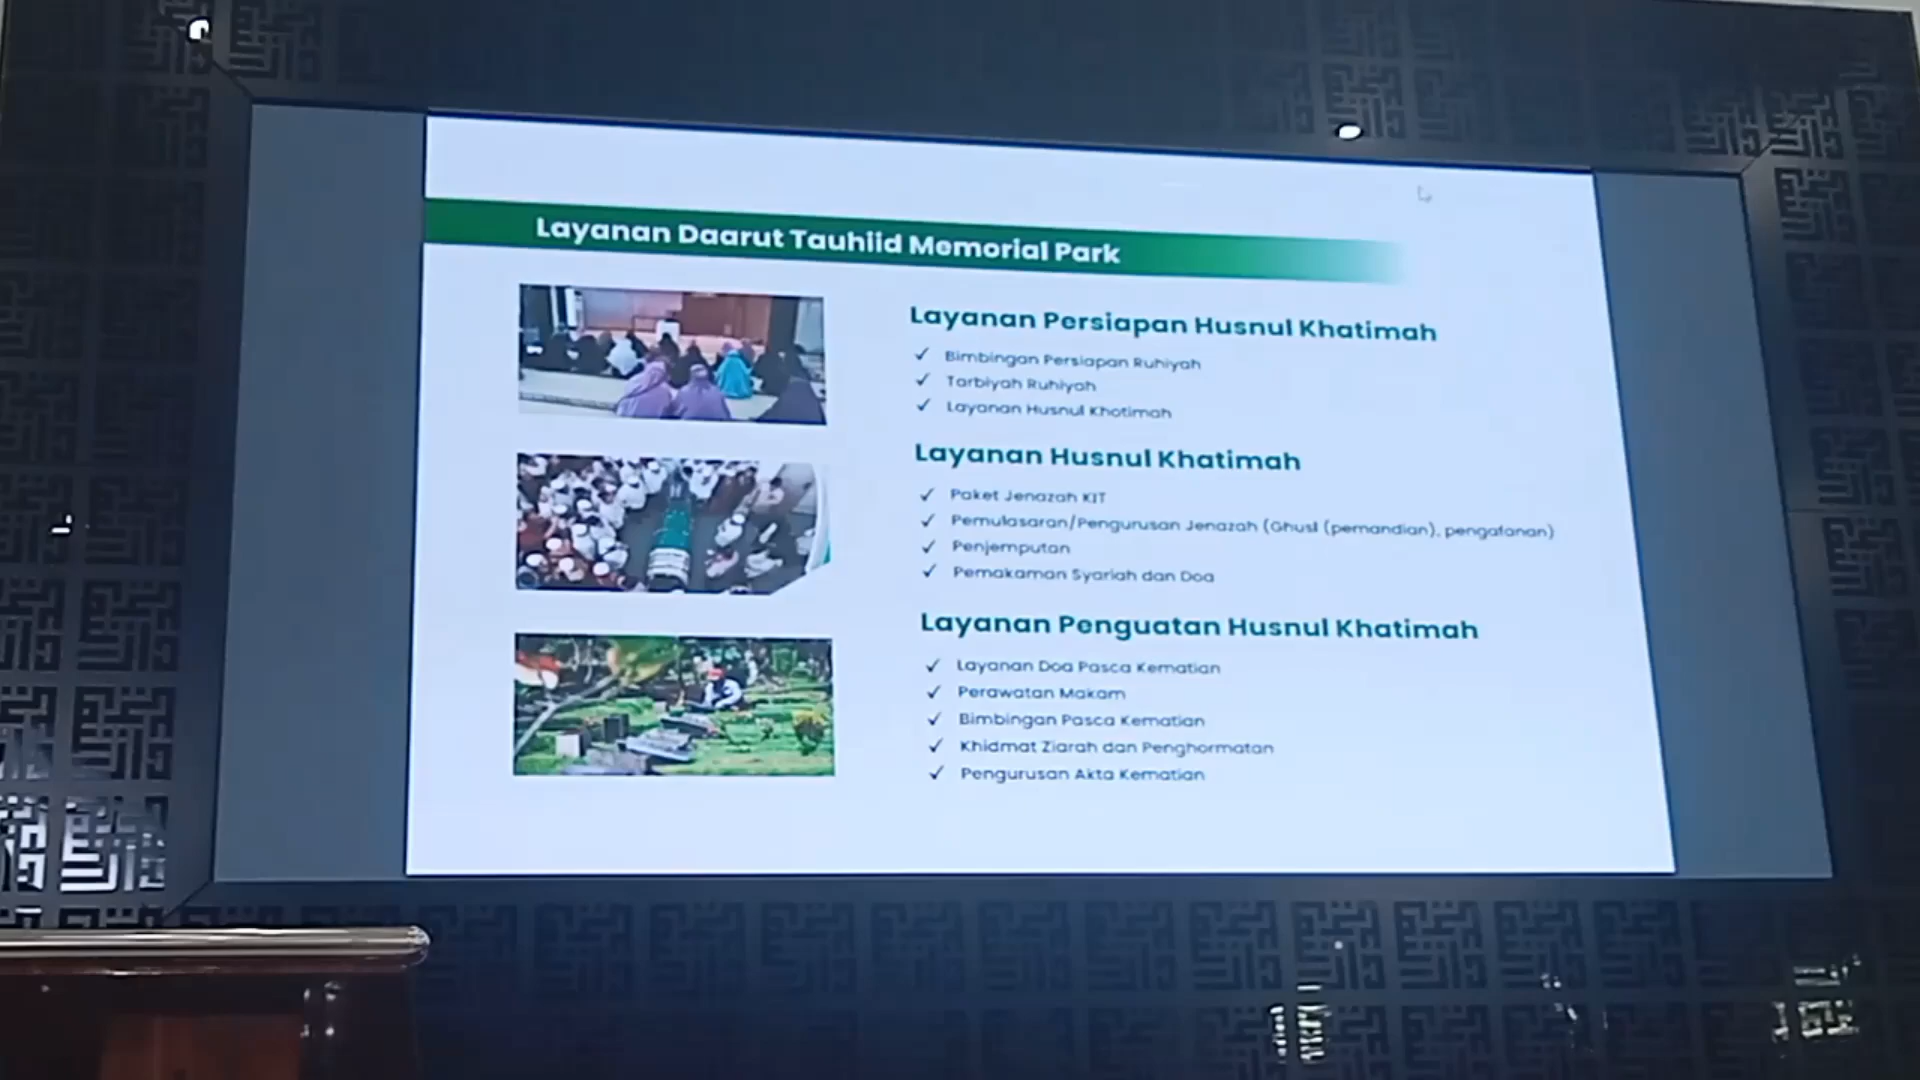 Layanan Daarut Tauhiid Memorial Park
Layanan Persiapan Husnul Khatimah
✓ Bimbingan Persiapan Ruhiyah
✓ Tarbiyah Ruhiyah
✓ Layanan Husnul Khotimah
Layanan Husnul Khatimah
✓ Paket Jenazah KIT
✓ Pemulasaran/Pengurusan Jenazah (Ghusl (pemandian), pengafanan)
✓ Penjemputan
✓ Pemakaman Syariah dan Doa
Layanan Penguatan Husnul Khatimah
✓ Layanan Doa Pasca Kematian
✓ Perawatan Makam
✓ Bimbingan Pasca Kematian
✓ Khidmat Ziarah dan Penghormatan
✓ Pengurusan Akta Kematian